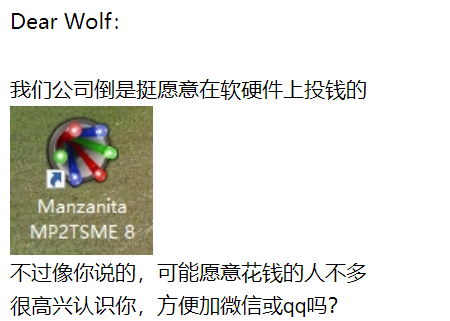 Dear Wolf：
我们公司倒是挺愿意在软硬件上投钱的
Manzanita
MP2TSME 8
不过像你说的，可能愿意花钱的人不多
很高兴认识你，方便加微信或qq吗？